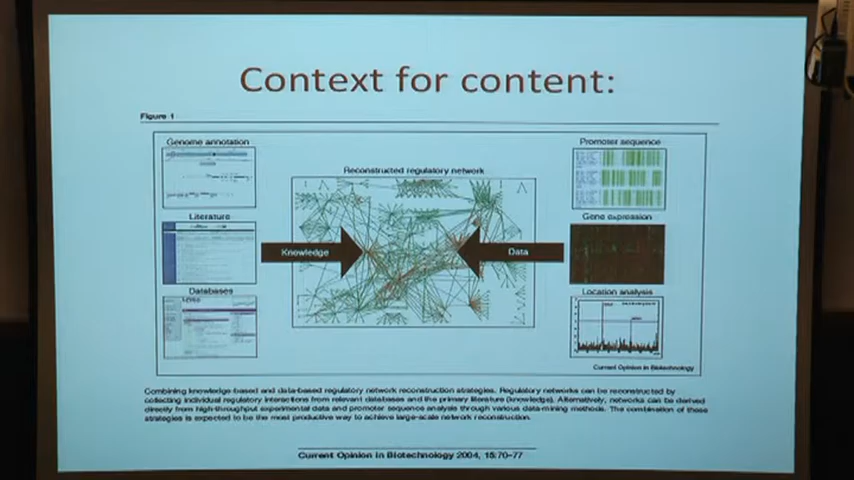 Context for content:
Figure 1
Genome annotation
Promoter sequence
Reconstructed regulatory network
Literature
Gene expression
Knowledge
Data
Databases
Location analysis
Current Opinion in Biotechnology
Combining knowledge-based and data-based regulatory network reconstruction strategies. Regulatory networks can be reconstructed by
collecting individual regulatory interactions from relevant databases and the primary literature (knowledge). Alternatively, networks can be derived
directly from high-throughput experimental data and promoter sequence analysis through various data-mining methods. The combination of these
strategies is expected to be the most productive way to achieve large-scale network reconstruction.
Current Opinion in Biotechnology 2004, 15:70–77